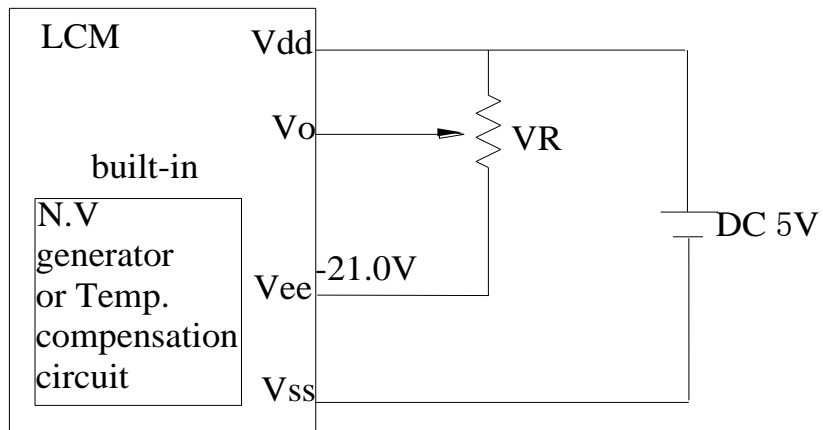 LCM
Vdd
Vo
VR
built-in
N.V
generator
or Temp.
compensation
circuit
DC 5V
-21.0V
Vee
Vss